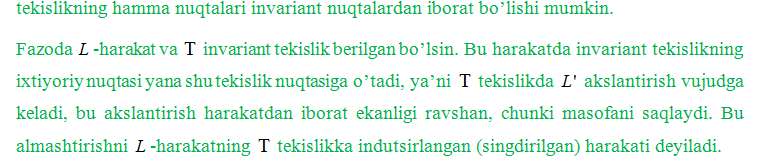 tekislikning hamma nuqtalari invariant nuqtalardan iborat bo’lishi mumkin.
Fazoda L -harakat va T invariant tekislik berilgan bo’lsin. Bu harakatda invariant tekislikning
ixtiyoriy nuqtasi yana shu tekislik nuqtasiga o’tadi, ya’ni T tekislikda L' akslantirish vujudga
keladi, bu akslantirish harakatdan iborat ekanligi ravshan, chunki masofani saqlaydi. Bu
almashtirishni L -harakatning T tekislikka indutsirlangan (singdirilgan) harakati deyiladi.